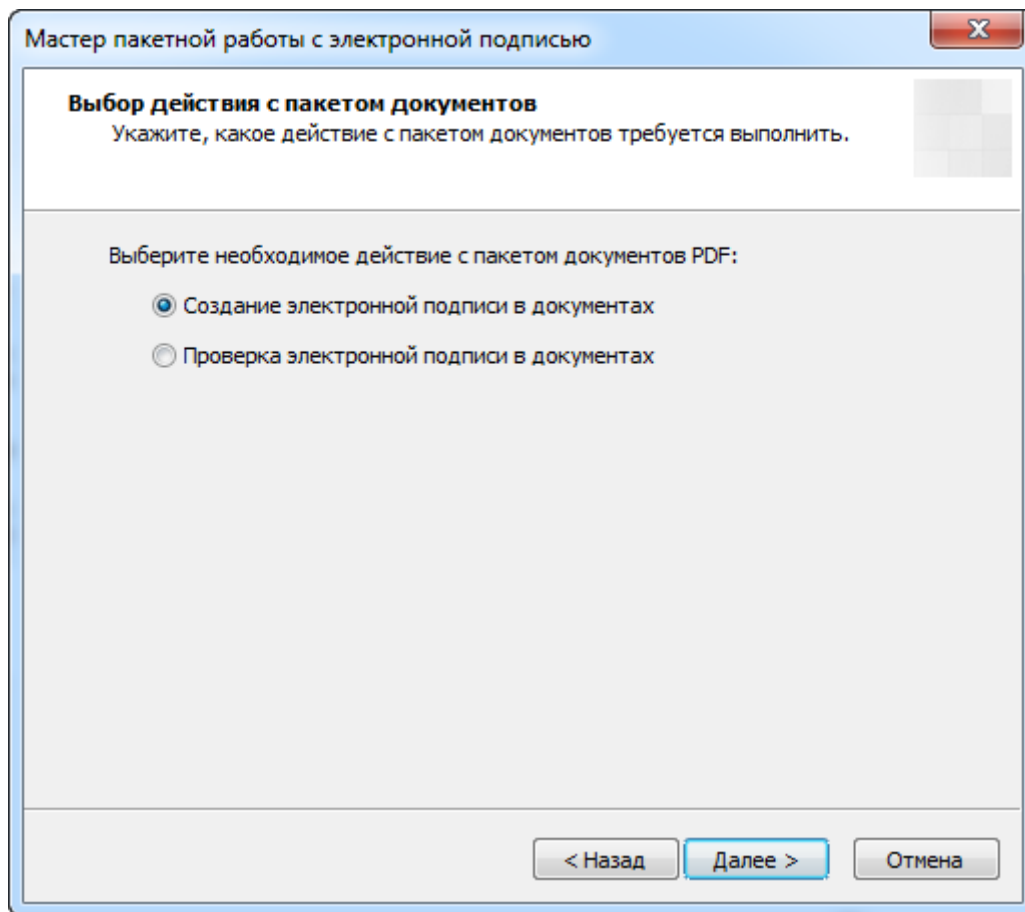 Мастер пакетной работы с электронной подписью
Выбор действия с пакетом документов
Укажите, какое действие с пакетом документов требуется выполнить.
Выберите необходимое действие с пакетом документов PDF:
Создание электронной подписи в документах
Проверка электронной подписи в документах
< Назад
Далее >
Отмена